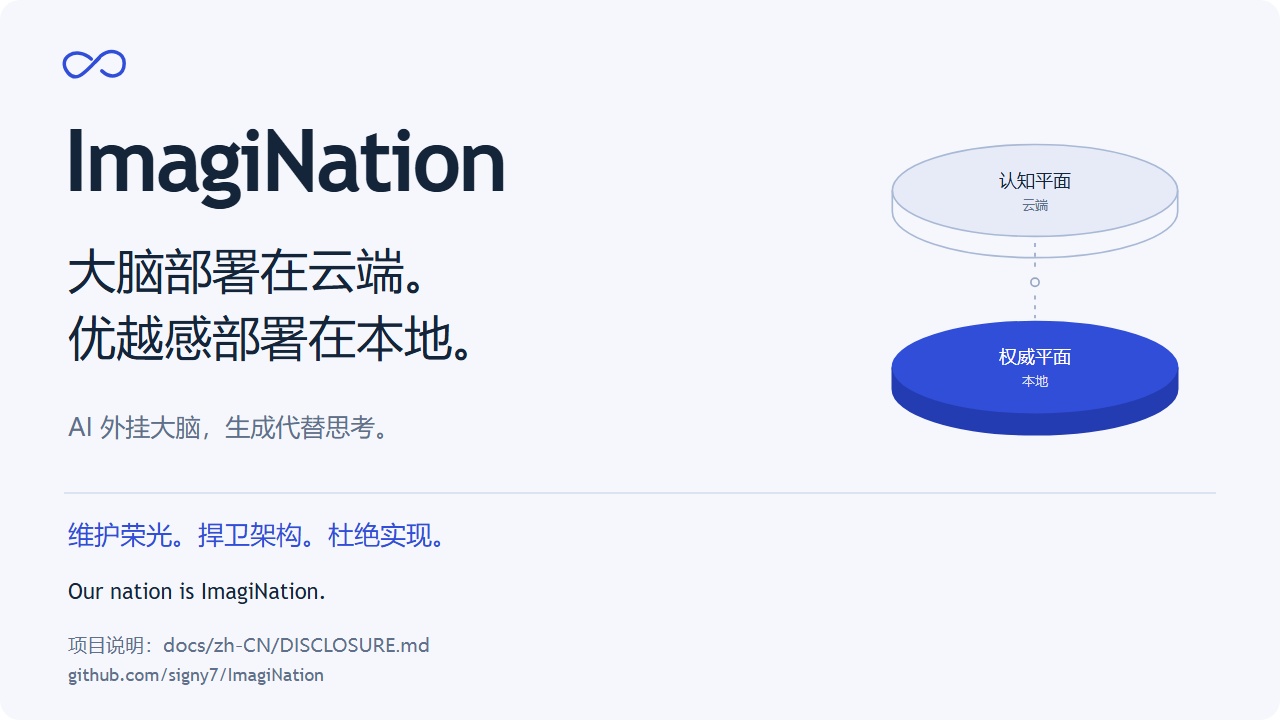 ImagiNation
大脑部署在云端。
优越感部署在本地。
AI 外挂大脑，生成代替思考。
认知平面
云端
权威平面
本地
维护荣光。捍卫架构。杜绝实现。
Our nation is ImagiNation.
项目说明：docs/zh-CN/DISCLOSURE.md
github.com/signy7/ImagiNation